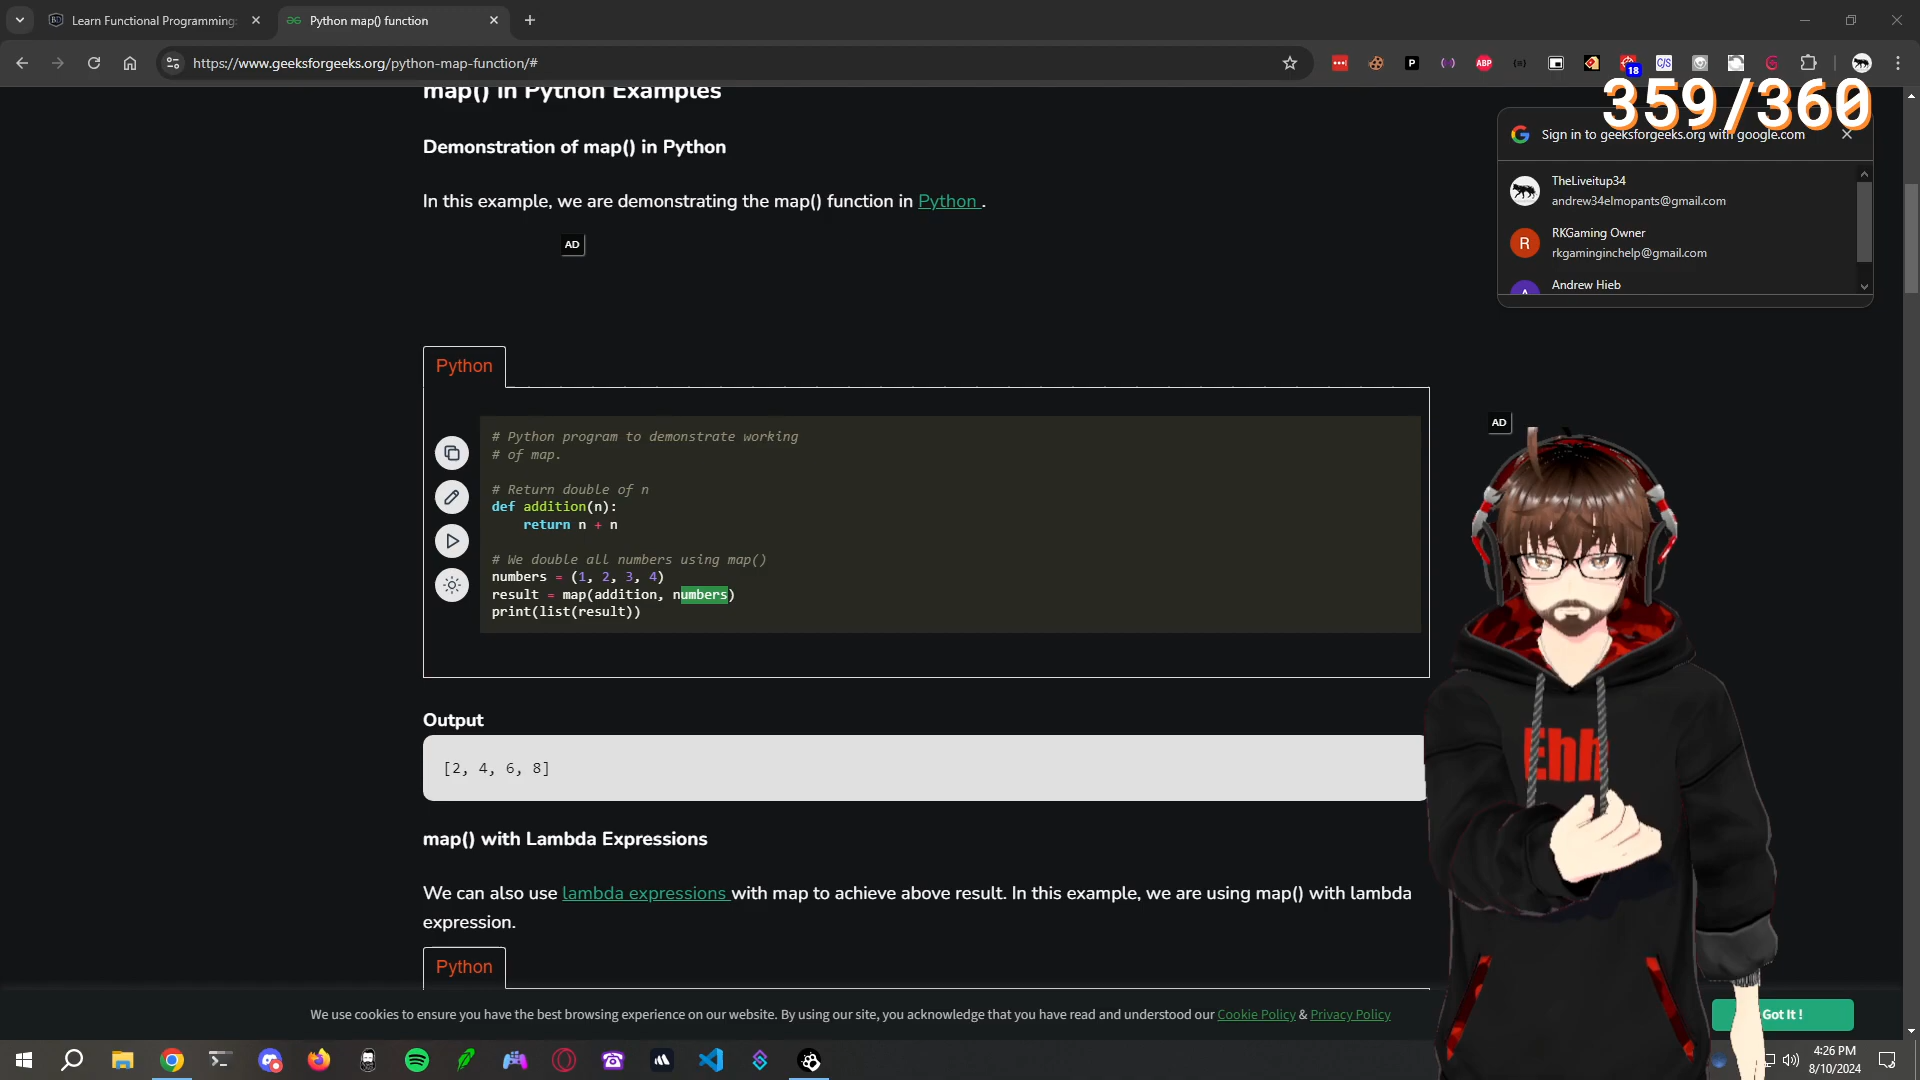 Learn Functional Programming:
Python map() function
https://www.geeksforgeeks.org/python-map-function/#
P
ABP
18
C/S
359/360
map() in Python Examples
Sign in to geeksforgeeks.org with google.com
Demonstration of map() in Python
TheLiveitup34
andrew34elmopants@gmail.com
In this example, we are demonstrating the map() function in Python .
R
RKGaming Owner
rkgaminginchelp@gmail.com
AD
A
Andrew Hieb
Python
AD
# Python program to demonstrate working
# of map.
# Return double of n
def addition(n):
return n + n
# We double all numbers using map()
numbers = (1, 2, 3, 4)
result = map(addition, numbers)
print(list(result))
Output
[2, 4, 6, 8]
Ehh
map() with Lambda Expressions
We can also use lambda expressions with map to achieve above result. In this example, we are using map() with lambda
expression.
Python
We use cookies to ensure you have the best browsing experience on our website. By using our site, you acknowledge that you have read and understood our Cookie Policy & Privacy Policy
Got It !
4:26 PM
8/10/2024